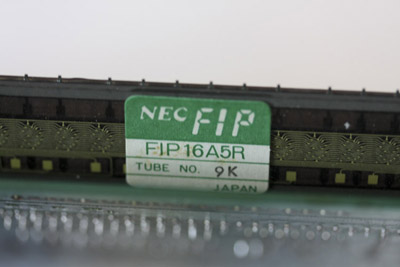 NEC FIP
FIP16A5R
TUBE NO. 9K
JAPAN